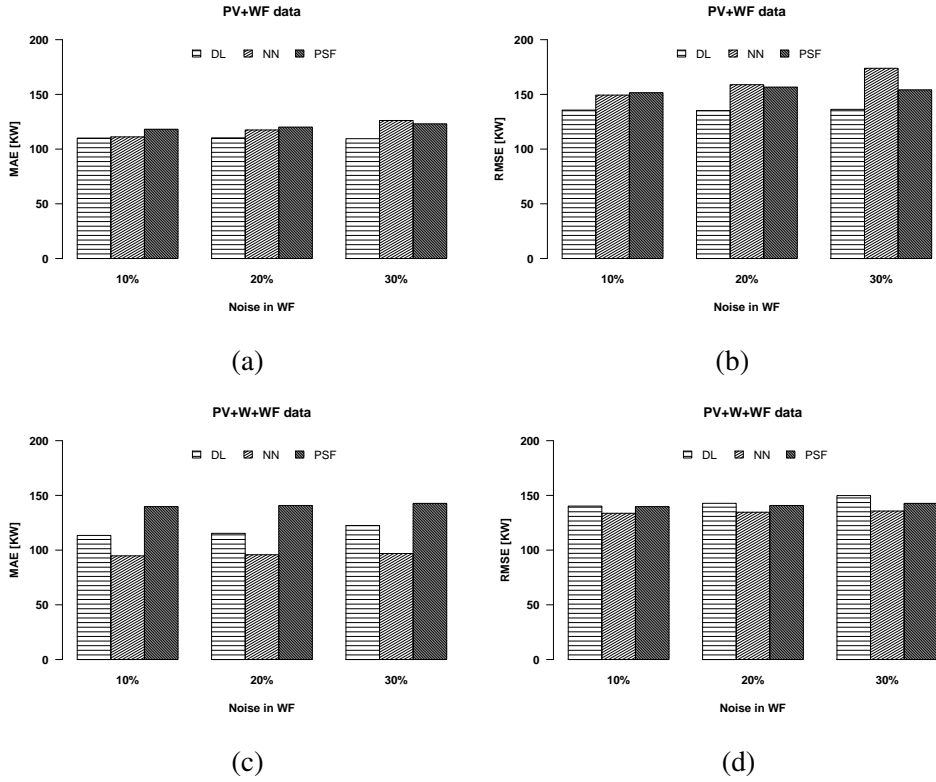 PV+WF data
DL NN PSF
MAE [KW]
200
150
100
50
0
10% 20% 30%
Noise in WF
(a)
PV+WF data
DL NN PSF
RMSE [KW]
200
150
100
50
0
10% 20% 30%
Noise in WF
(b)
PV+W+WF data
DL NN PSF
MAE [KW]
200
150
100
50
0
10% 20% 30%
Noise in WF
(c)
PV+W+WF data
DL NN PSF
RMSE [KW]
200
150
100
50
0
10% 20% 30%
Noise in WF
(d)